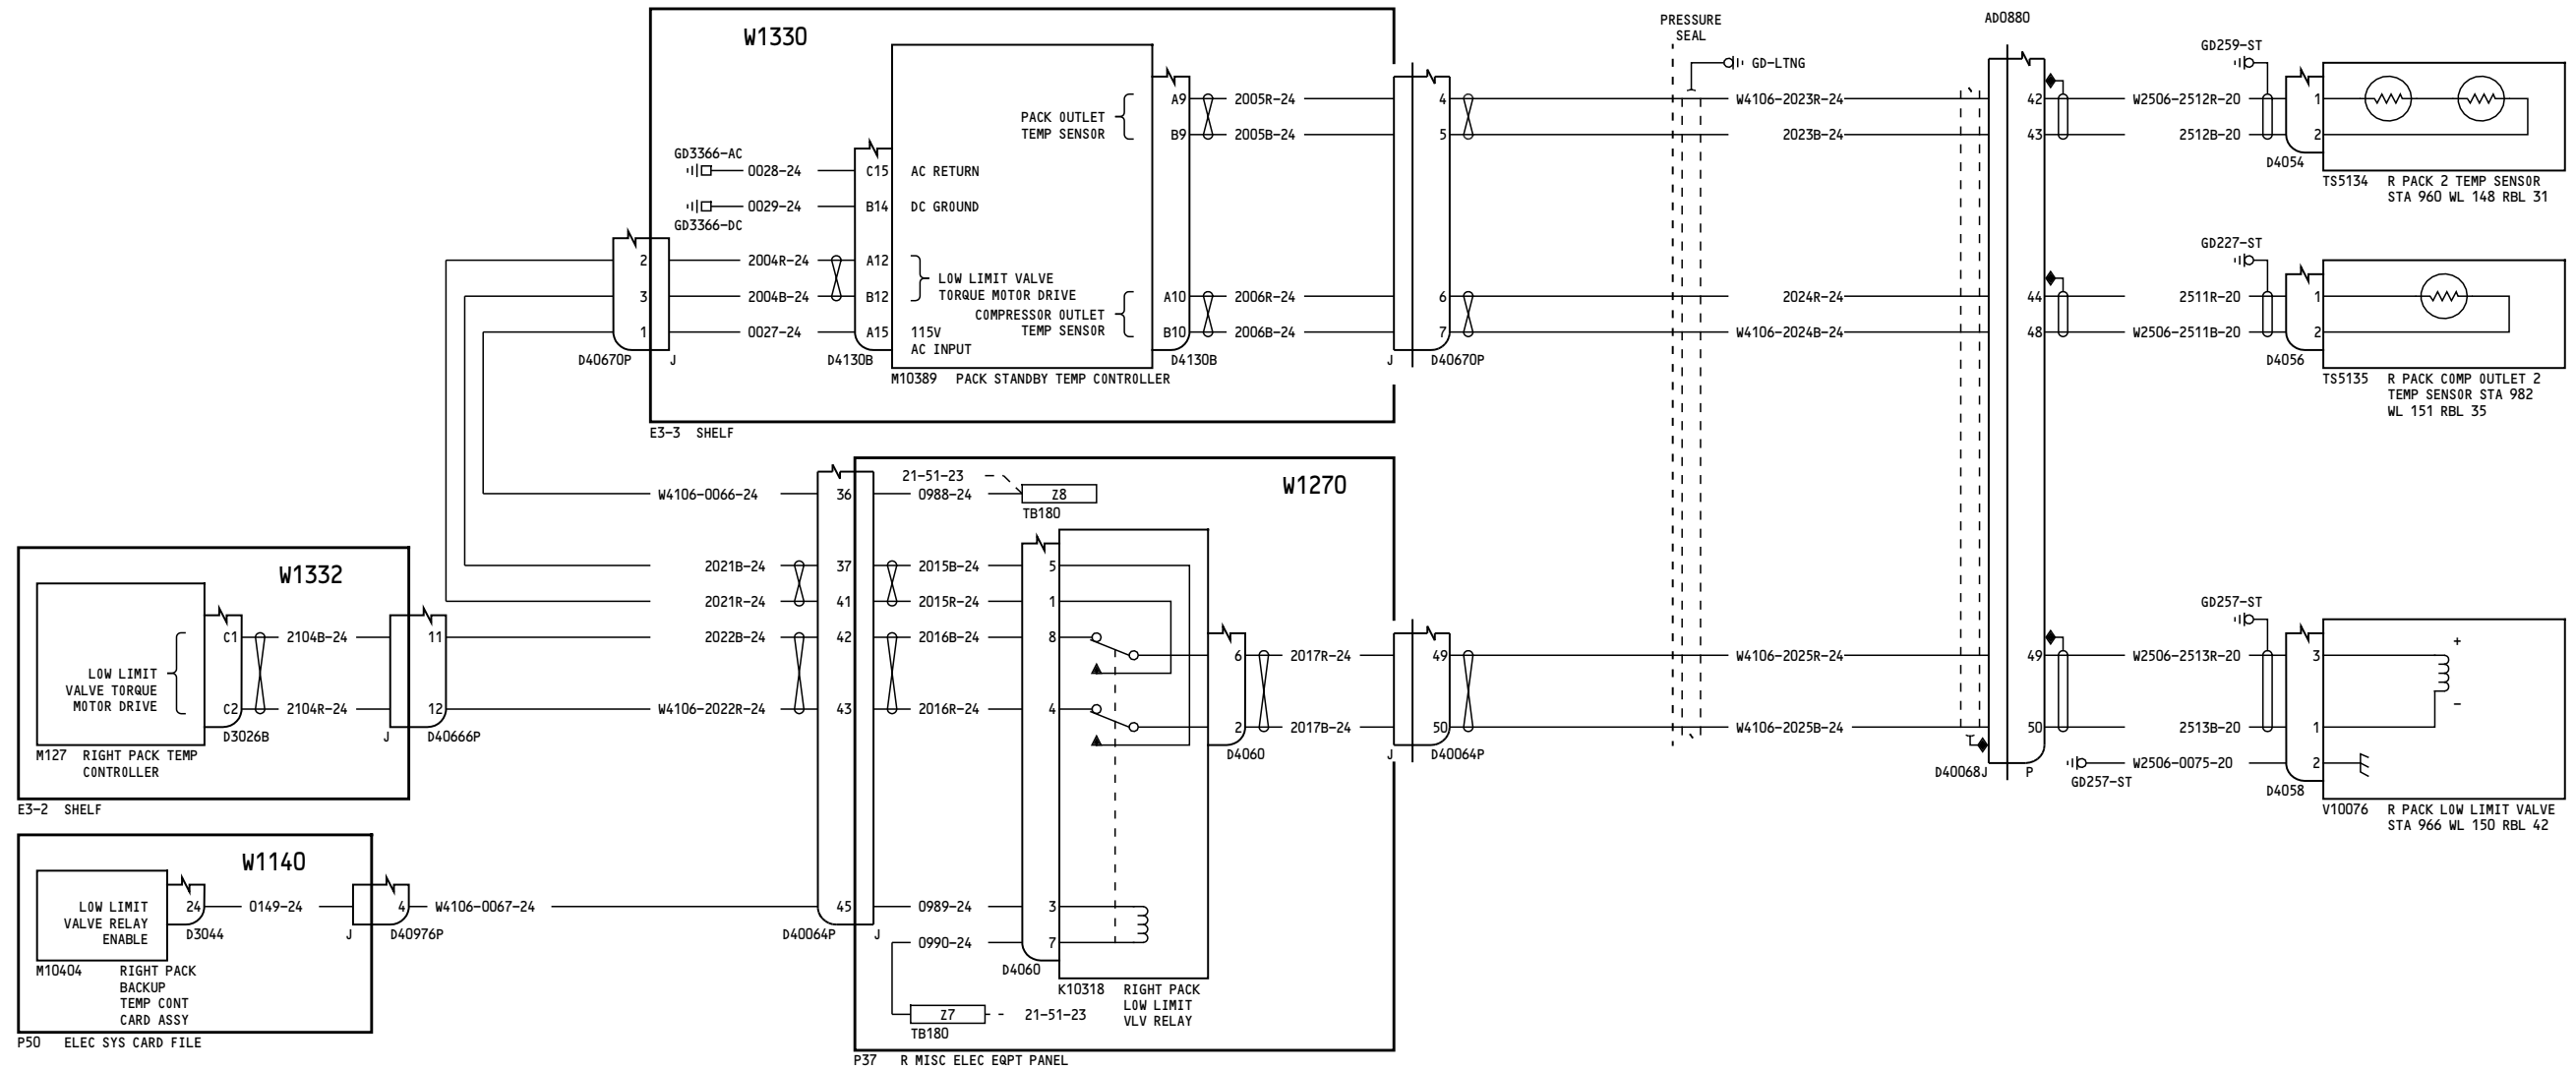 W1330
PACK OUTLET
TEMP SENSOR
A9
B9
2005R-24
2005B-24
GD3366-AC
0028-24
C15
AC RETURN
0029-24
B14
DC GROUND
GD3366-DC
2
2004R-24
A12
LOW LIMIT VALVE
TORQUE MOTOR DRIVE
3
2004B-24
B12
1
0027-24
A15
115V
AC INPUT
COMPRESSOR OUTLET
TEMP SENSOR
A10
B10
2006R-24
2006B-24
D40670P
J
D4130B
D4130B
M10389 PACK STANDBY TEMP CONTROLLER
E3-3 SHELF
4
5
6
7
J
D40670P
PRESSURE
SEAL
GD-LTNG
W4106-2023R-24
2023B-24
2024R-24
W4106-2024B-24
AD0880
42
43
44
48
GD259-ST
W2506-2512R-20
2512B-20
1
2
D4054
TS5134 R PACK 2 TEMP SENSOR
STA 960 WL 148 RBL 31
GD227-ST
2511R-20
W2506-2511B-20
1
2
D4056
TS5135 R PACK COMP OUTLET 2
TEMP SENSOR STA 982
WL 151 RBL 35
W1270
21-51-23
W4106-0066-24
36
0988-24
Z8
TB180
2021B-24
37
2015B-24
5
2021R-24
41
2015R-24
1
2022B-24
42
2016B-24
8
W4106-2022R-24
43
2016R-24
4
45
0989-24
3
0990-24
7
D40064P
J
D4060
K10318 RIGHT PACK
LOW LIMIT
VLV RELAY
Z7
21-51-23
TB180
P37 R MISC ELEC EQPT PANEL
6
2017R-24
2
2017B-24
D4060
49
50
J
D40064P
W4106-2025R-24
W4106-2025B-24
49
50
D40068J
P
GD257-ST
W2506-2513R-20
2513B-20
W2506-0075-20
GD257-ST
3
1
2
+
-
D4058
V10076 R PACK LOW LIMIT VALVE
STA 966 WL 150 RBL 42
W1332
LOW LIMIT
VALVE TORQUE
MOTOR DRIVE
C1
2104B-24
11
C2
2104R-24
12
D3026B
J
D40666P
M127 RIGHT PACK TEMP
CONTROLLER
E3-2 SHELF
W1140
LOW LIMIT
VALVE RELAY
ENABLE
24
0149-24
4
W4106-0067-24
D3044
J
D40976P
M10404 RIGHT PACK
BACKUP
TEMP CONT
CARD ASSY
P50 ELEC SYS CARD FILE